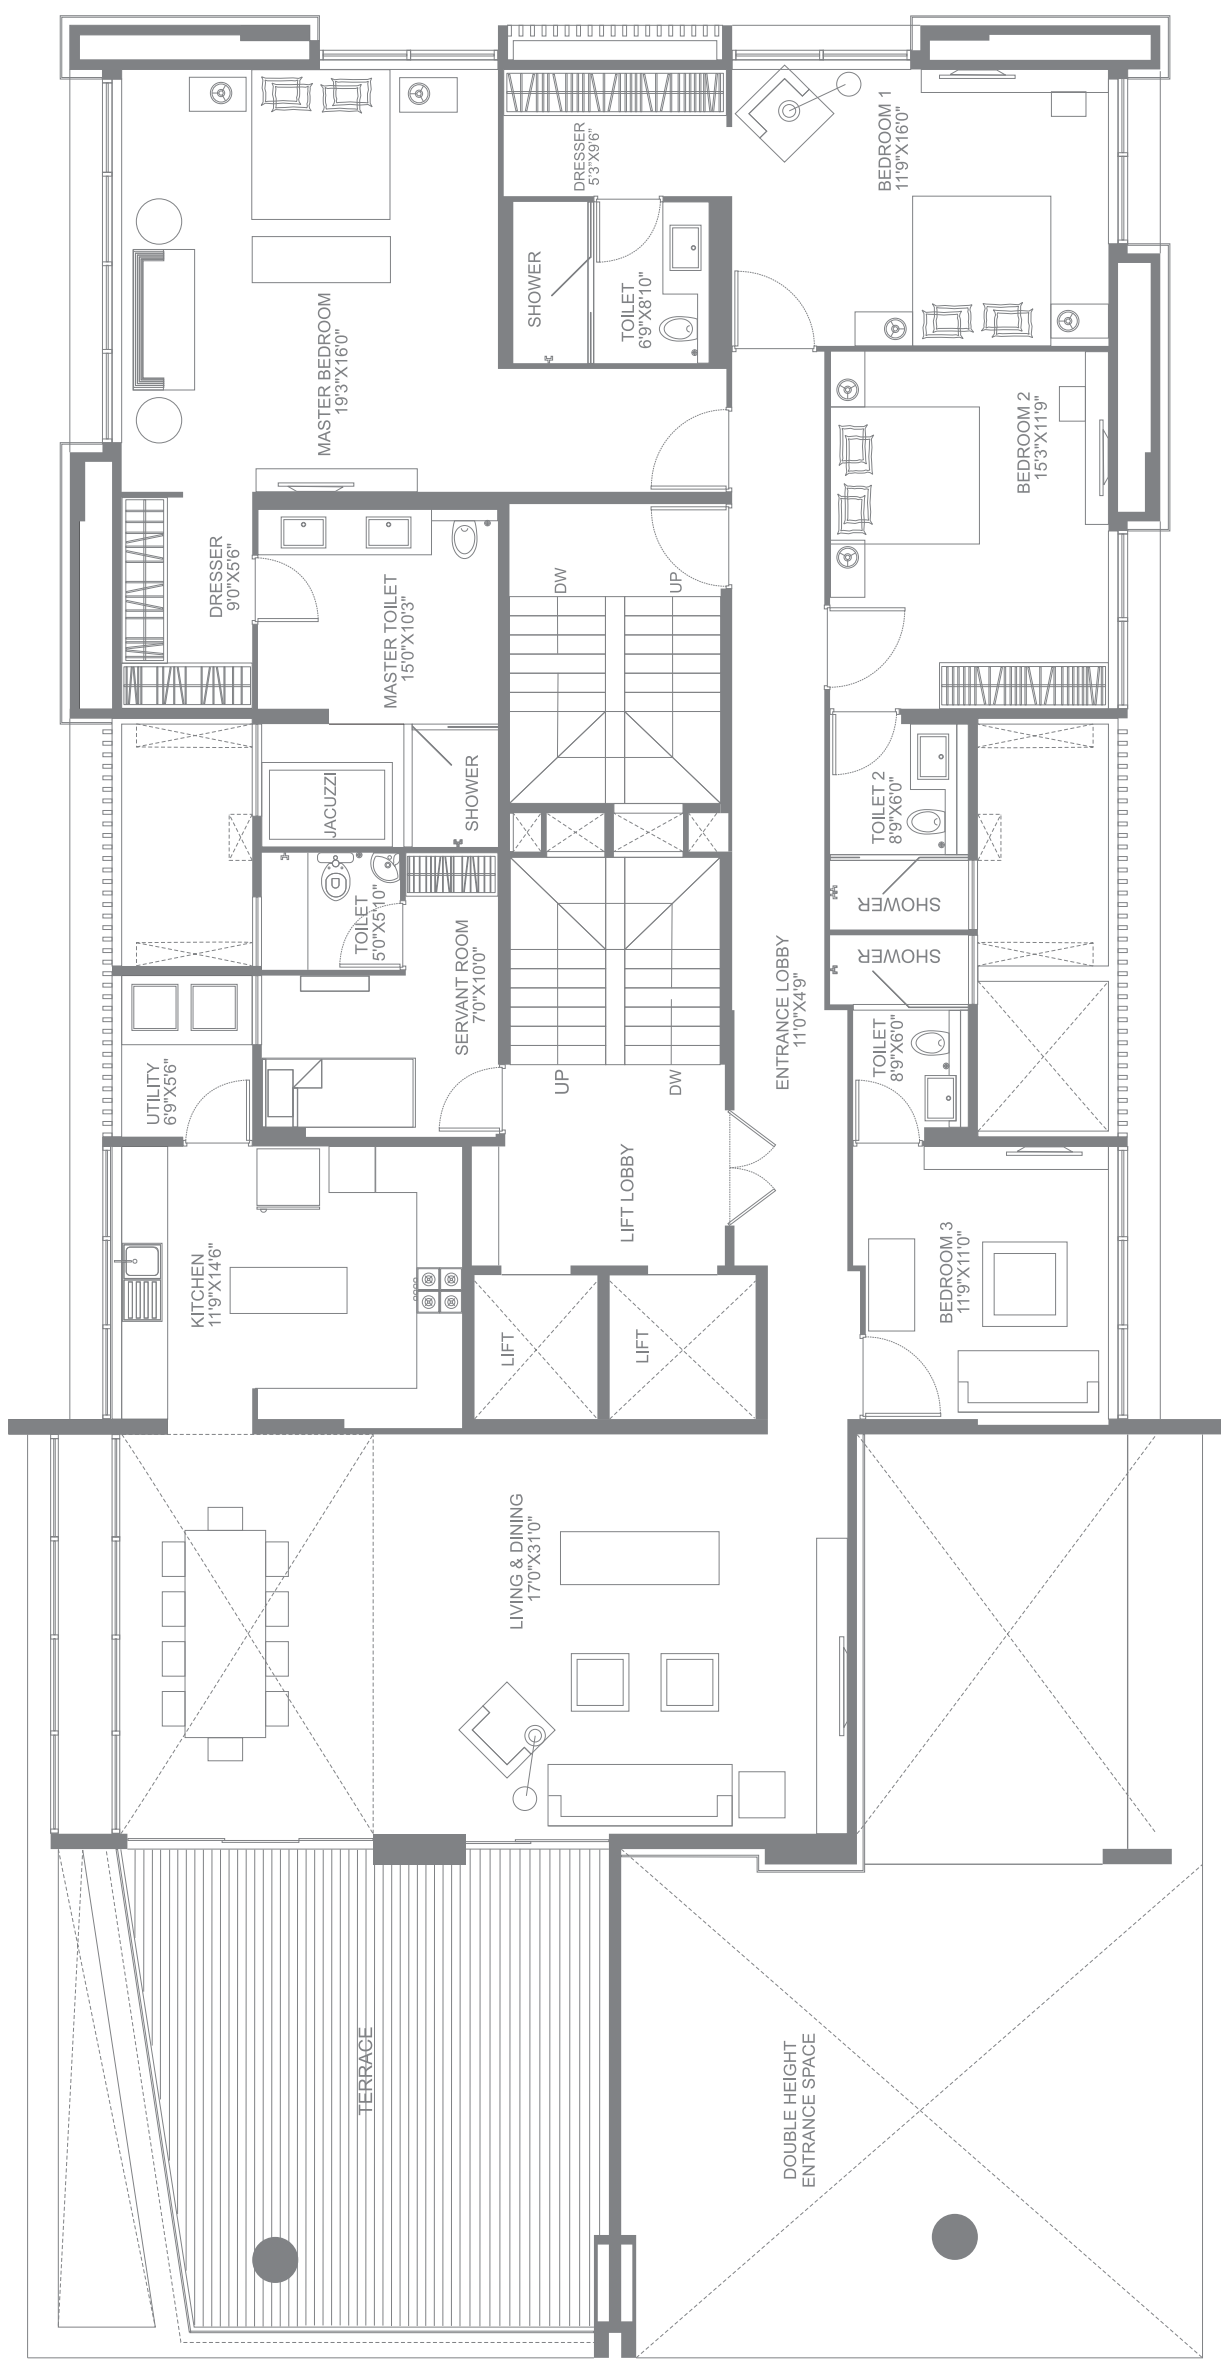 MASTER BEDROOM
19'3"X16'0"
DRESSER
5'3"X9'6"
BEDROOM 1
11'9"X16'0"
SHOWER
TOILET
6'9"X8'10"
BEDROOM 2
15'3"X11'9"
DRESSER
9'0"X5'6"
MASTER TOILET
15'0"X10'3"
DW
UP
JACUZZI
SHOWER
TOILET 2
8'9"X6'0"
SHOWER
SHOWER
TOILET
5'0"X5'10"
SERVANT ROOM
7'0"X10'0"
ENTRANCE LOBBY
11'0"X4'9"
TOILET
8'9"X6'0"
UTILITY
6'9"X5'6"
UP
DW
LIFT LOBBY
KITCHEN
11'9"X14'6"
LIFT
LIFT
BEDROOM 3
11'9"X11'0"
LIVING & DINING
17'0"X31'0"
TERRACE
DOUBLE HEIGHT
ENTRANCE SPACE